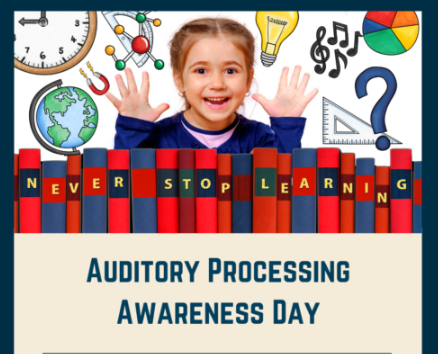 NEVER STOP LEARNING
AUDITORY PROCESSING
AWARENESS DAY